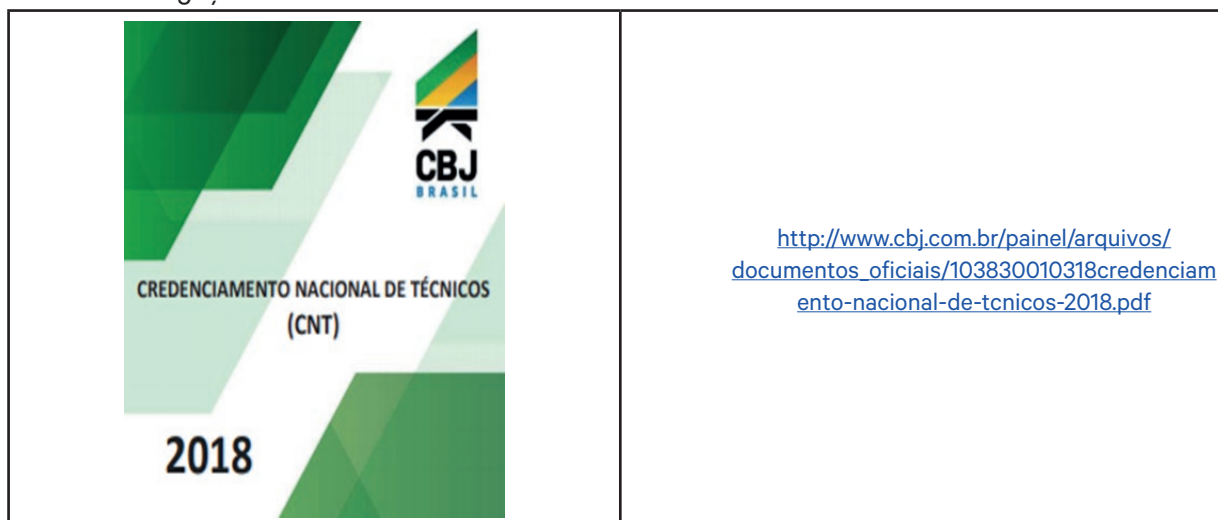 CBJ
BRASIL
CREDENCIAMENTO NACIONAL DE TÉCNICOS
(CNT)
2018
http://www.cbj.com.br/painel/arquivos/
documentos_oficiais/103830010318credenciam
ento-nacional-de-tcnicos-2018.pdf